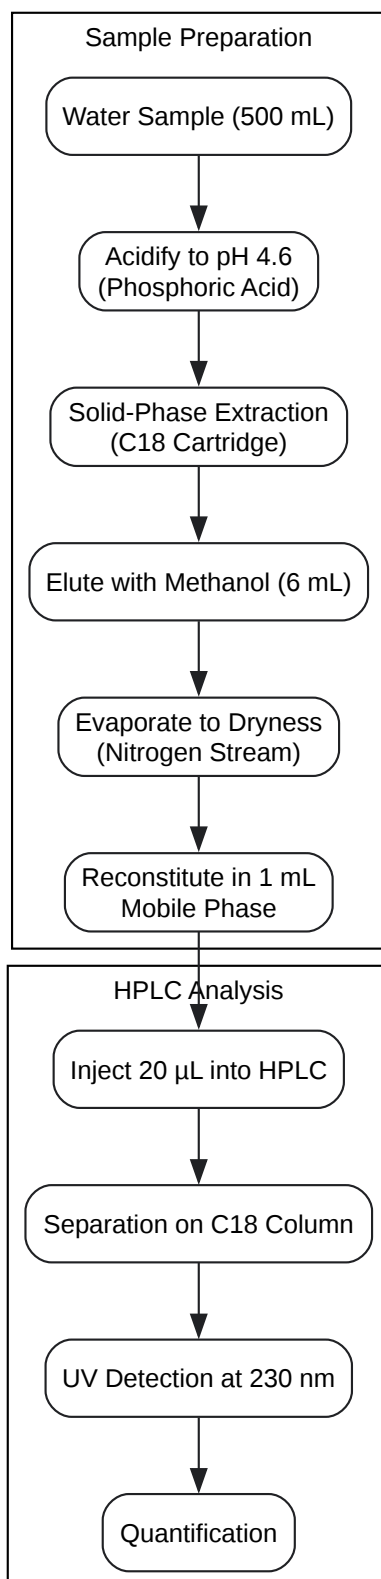 Sample Preparation
Water Sample (500 mL)
Acidify to pH 4.6
(Phosphoric Acid)
Solid-Phase Extraction
(C18 Cartridge)
Elute with Methanol (6 mL)
Evaporate to Dryness
(Nitrogen Stream)
Reconstitute in 1 mL
Mobile Phase
HPLC Analysis
Inject 20 µL into HPLC
Separation on C18 Column
UV Detection at 230 nm
Quantification